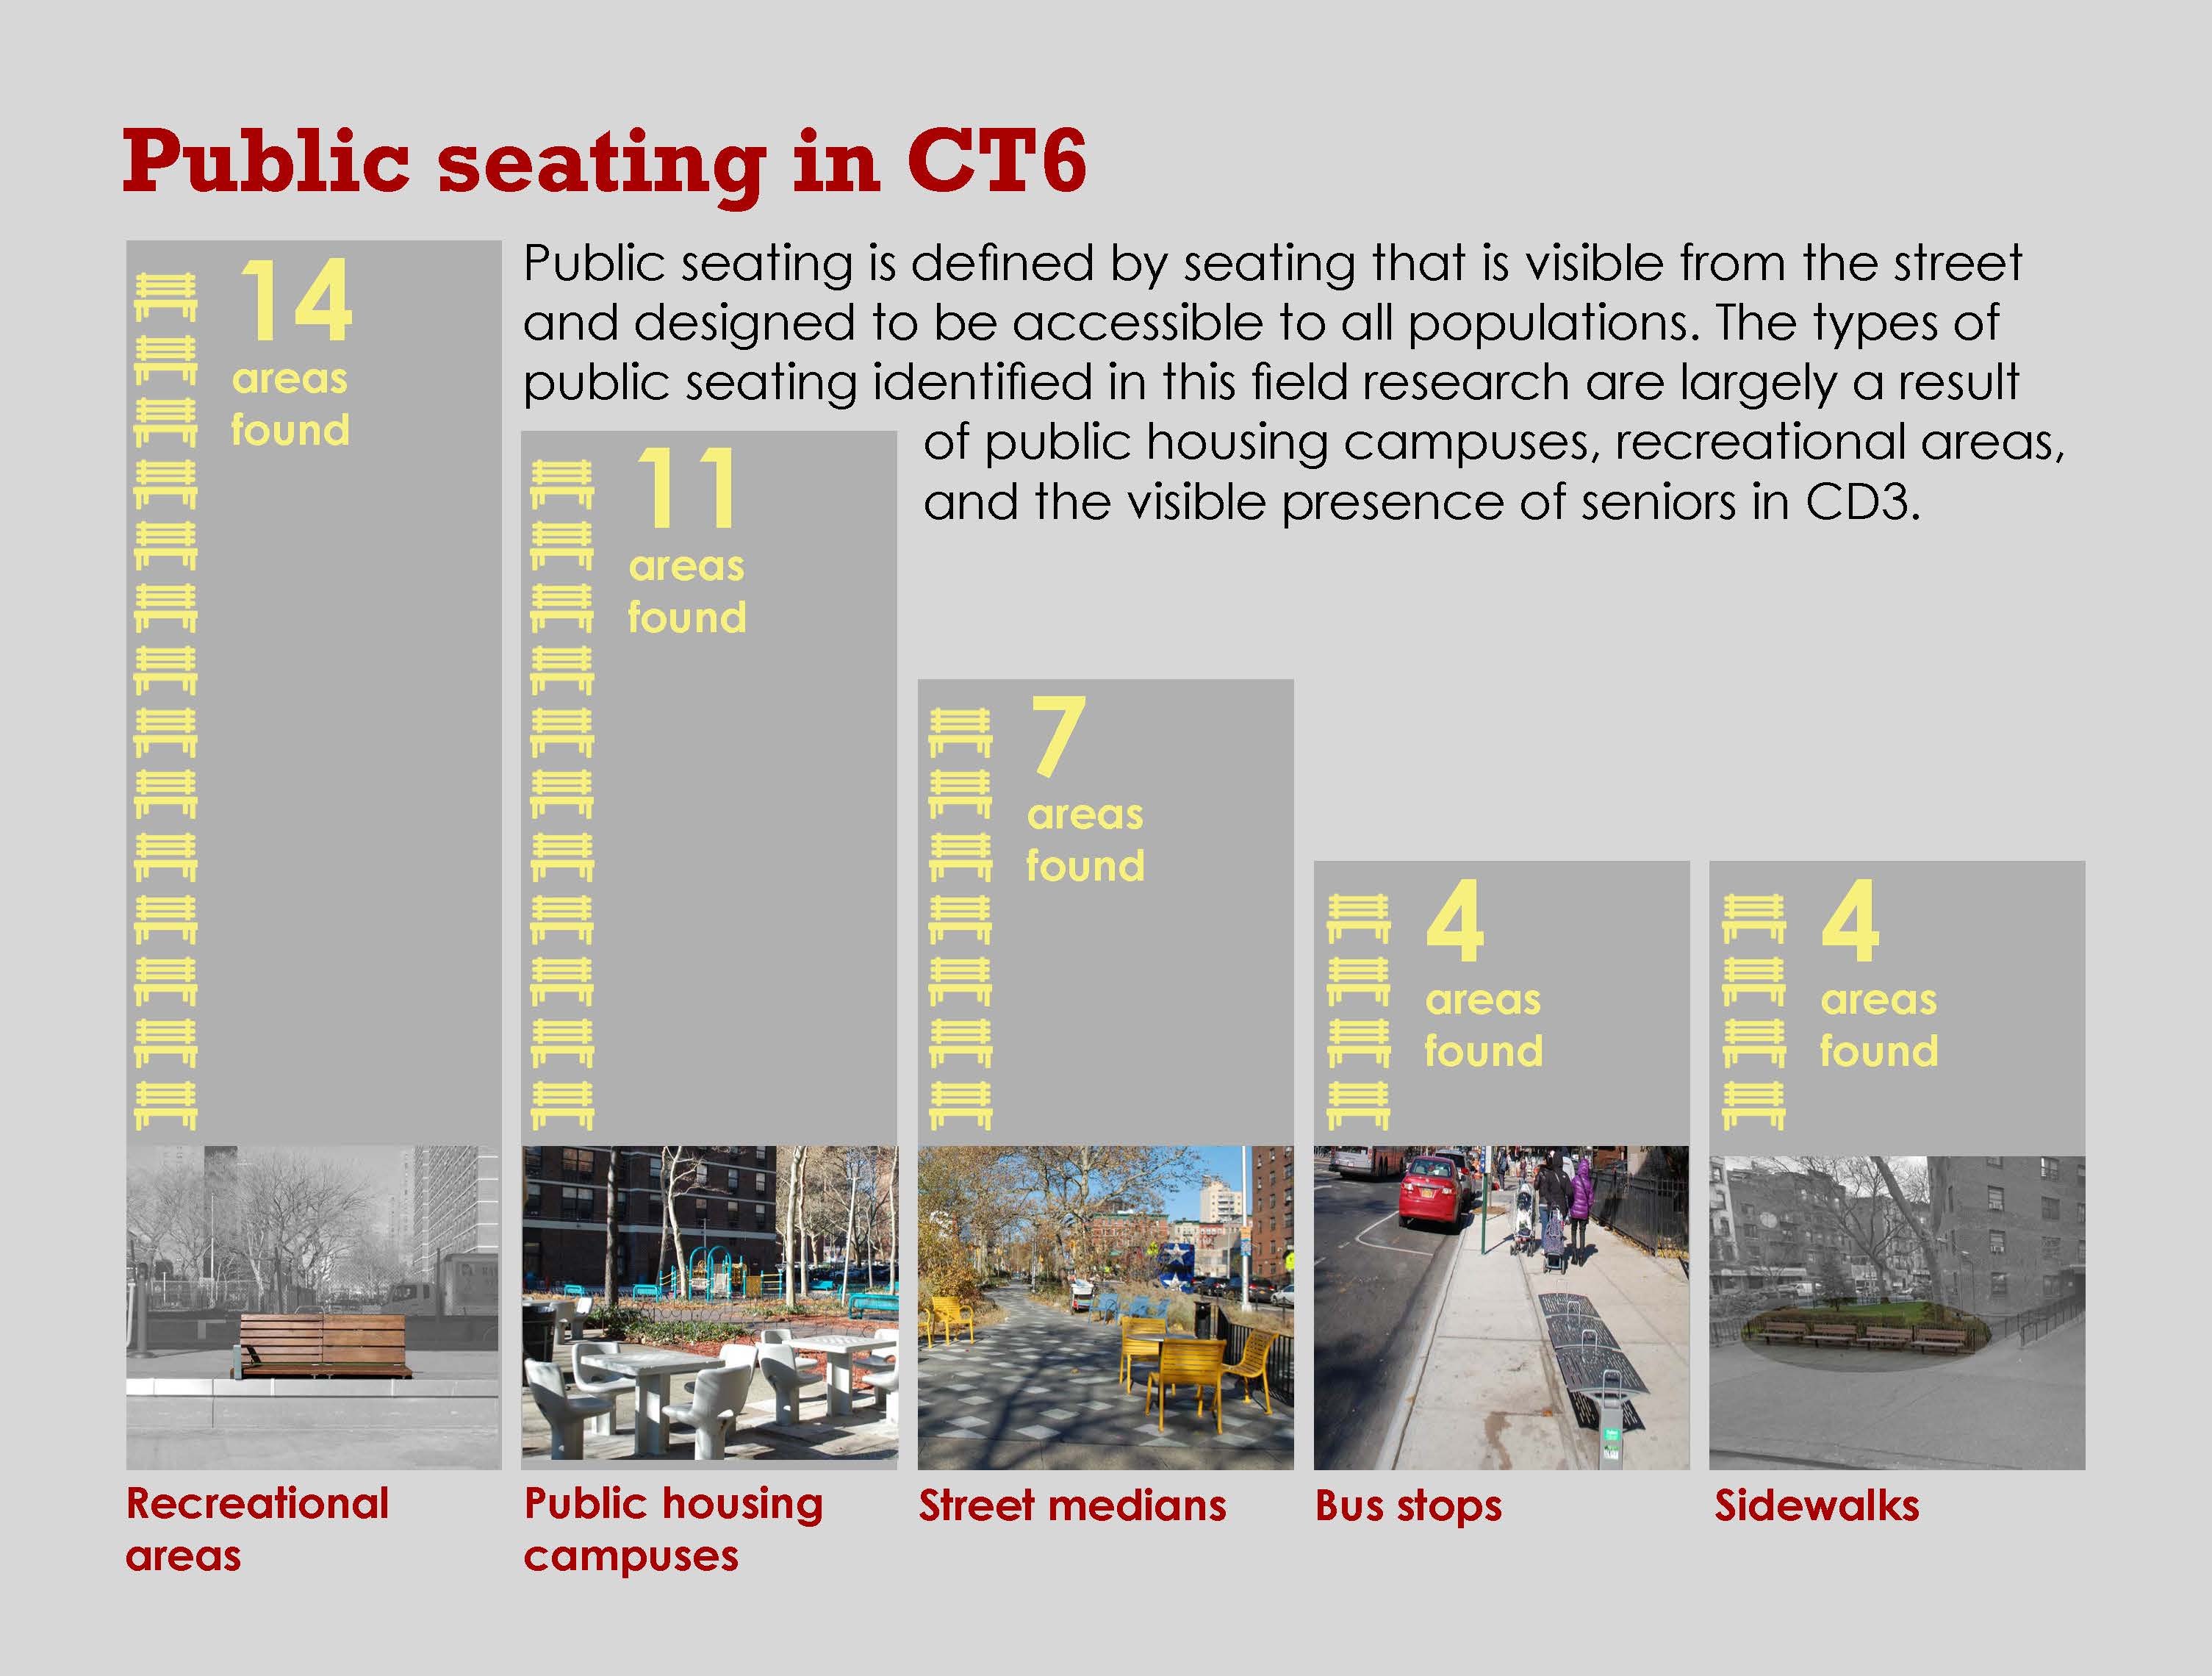 Public seating in CT6
14
areas
found
Public seating is defined by seating that is visible from the street
and designed to be accessible to all populations. The types of
public seating identified in this field research are largely a result
of public housing campuses, recreational areas,
and the visible presence of seniors in CD3.
11
areas
found
7
areas
found
4
areas
found
4
areas
found
Recreational
areas
Public housing
campuses
Street medians
Bus stops
Sidewalks